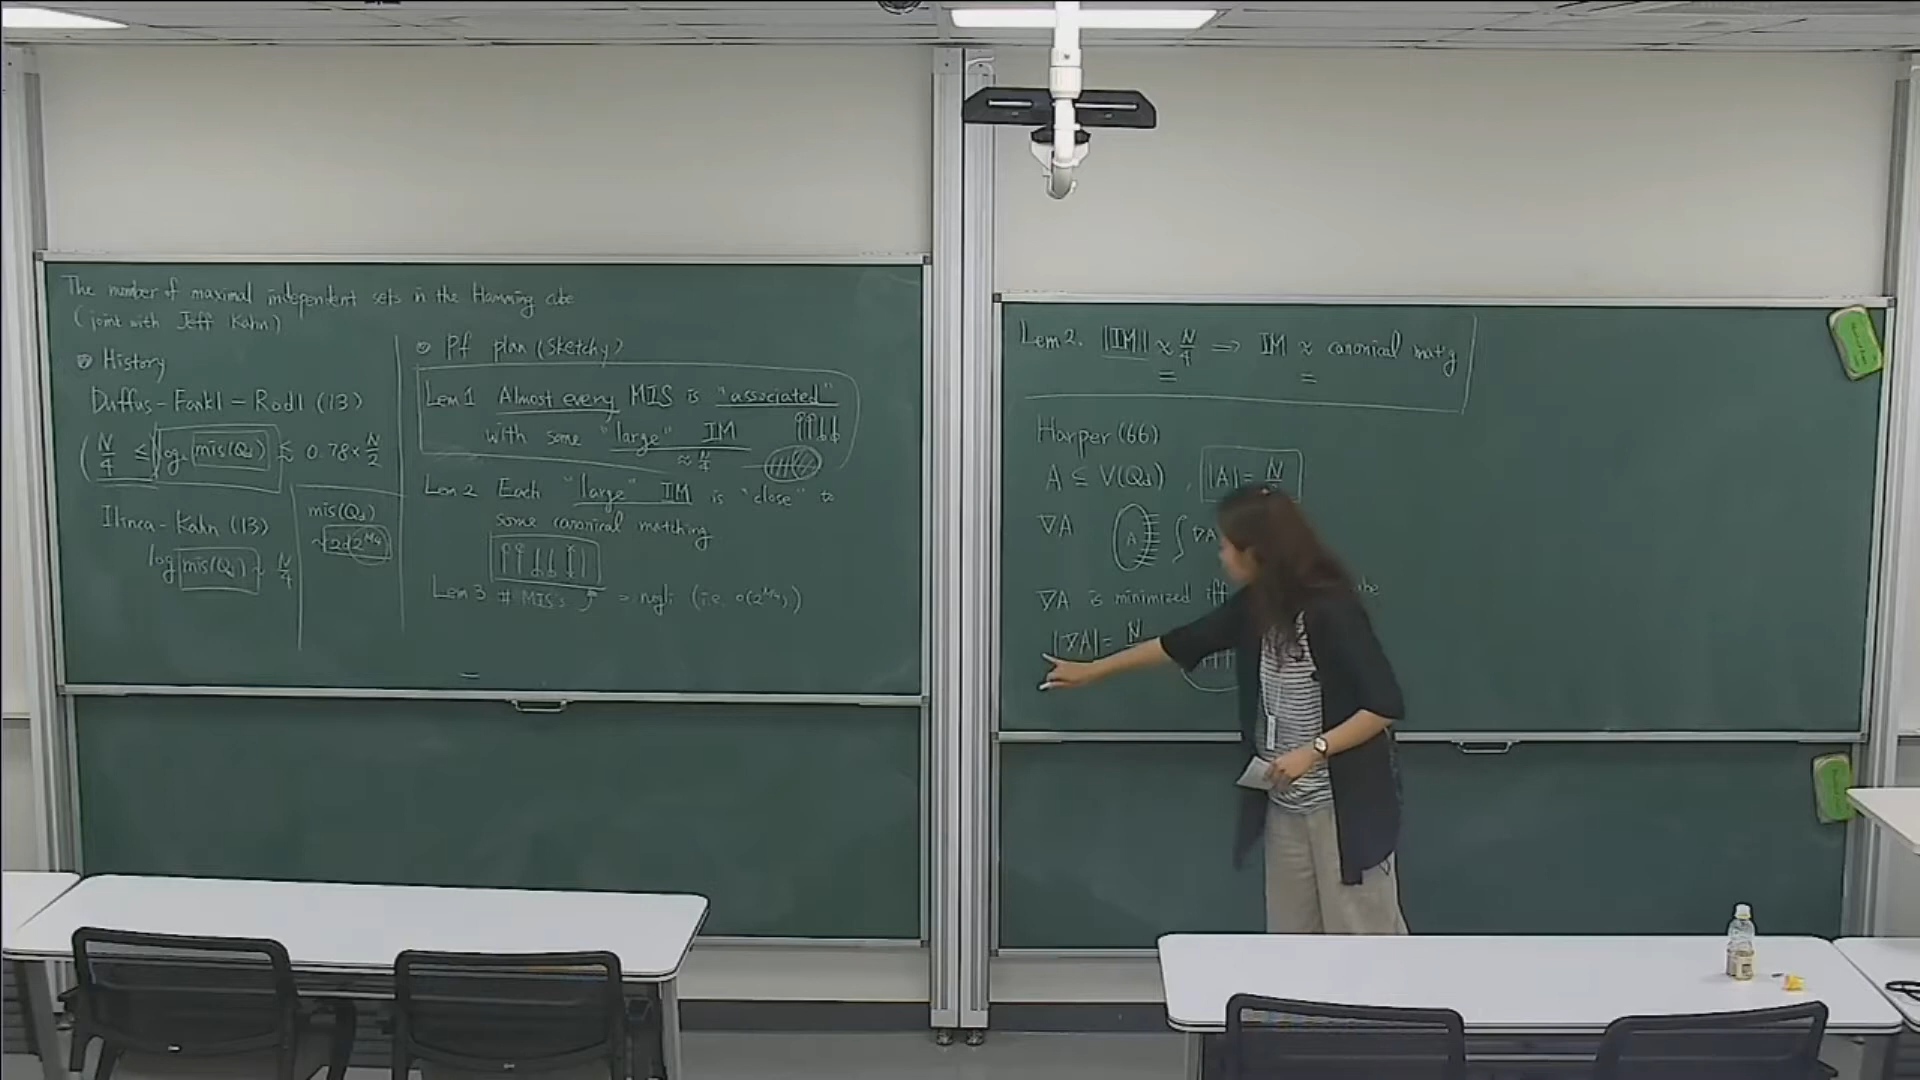 The number of maximal independent sets in the Hamming cube
(joint with Jeff Kahn)
History
Duffus - Frankl - Rödl (13)
( N/4 ≤ log₂ mis(Q_d) ≤ 0.78 × N/2
Ilinca - Kahn (13)
log mis(Q_d) ~ N/4
mis(Q_d)
~ 2d 2^{N/4}
Pf plan (sketchy)
Lem 1 Almost every MIS is "associated"
with some "large" IM
≈ N/4
Lem 2 Each "large" IM is "close" to
some canonical matching
Lem 3 # MIS's = negli (i.e. o(2^{N/4}))
Lem 2. |IM| ≈ N/4 ⇒ IM ≈ canonical mat'g
Harper (66)
A ⊆ V(Q_d), |A| = N
∇A A ∇A
∇A is minimized iff
|∇A| = N